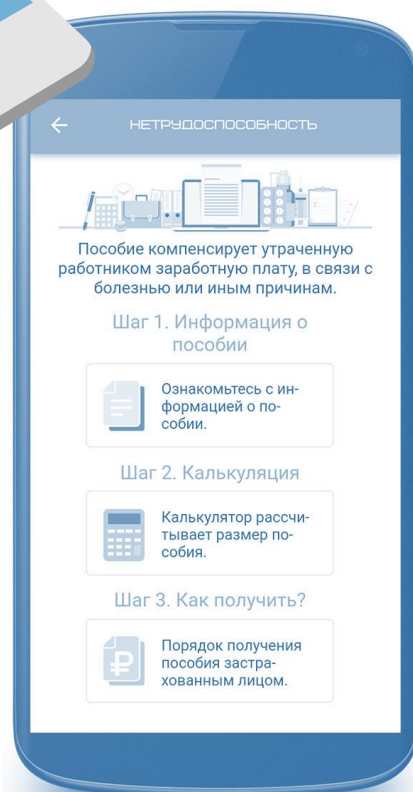 НЕТРУДОСПОСОБНОСТЬ
Пособие компенсирует утраченную
работником заработную плату, в связи с
болезнью или иным причинам.
Шаг 1. Информация о
пособии
Ознакомьтесь с ин-
формацией о по-
собии.
Шаг 2. Калькуляция
Калькулятор рассчи-
тывает размер по-
собия.
Шаг 3. Как получить?
Порядок получения
пособия застра-
хованным лицом.